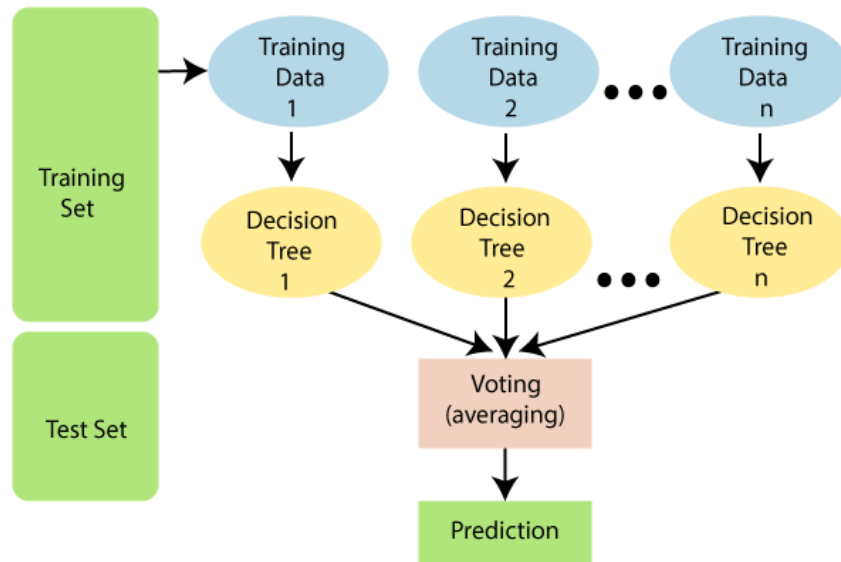 Training
Set
Test Set
Training
Data
1
Training
Data
2
Training
Data
n
Decision
Tree
1
Decision
Tree
2
Decision
Tree
n
Voting
(averaging)
Prediction